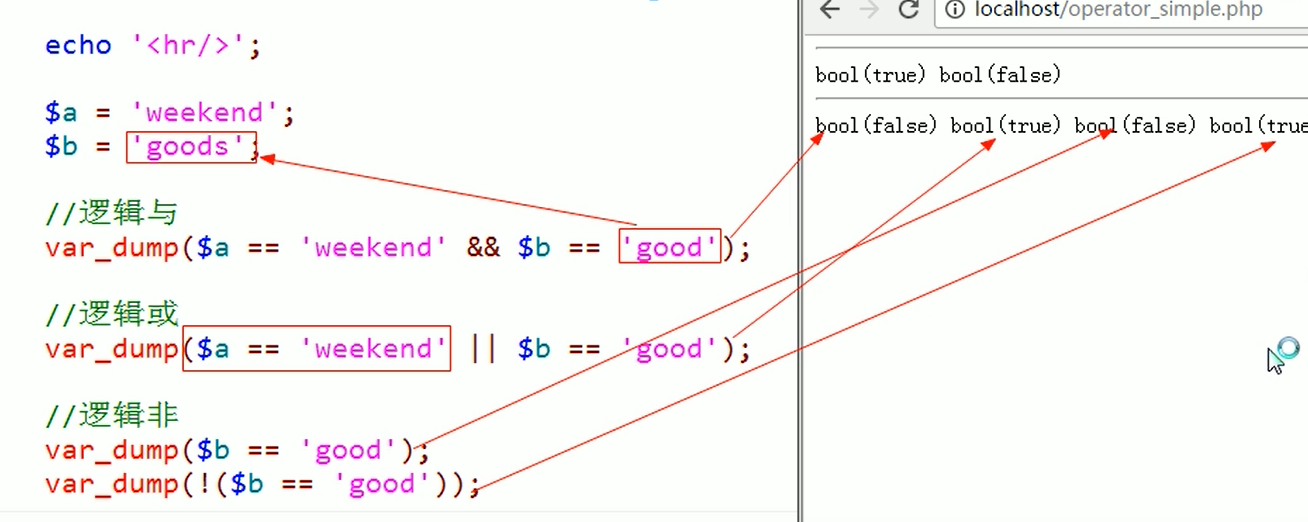 echo '<hr/>';
$a = 'weekend';
$b = 'goods';
//逻辑与
var_dump($a == 'weekend' && $b == 'good');
//逻辑或
var_dump($a == 'weekend' || $b == 'good');
//逻辑非
var_dump($b == 'good');
var_dump(!($b == 'good'));
localhost/operator_simple.php
bool(true) bool(false)
bool(false) bool(true) bool(false) bool(true